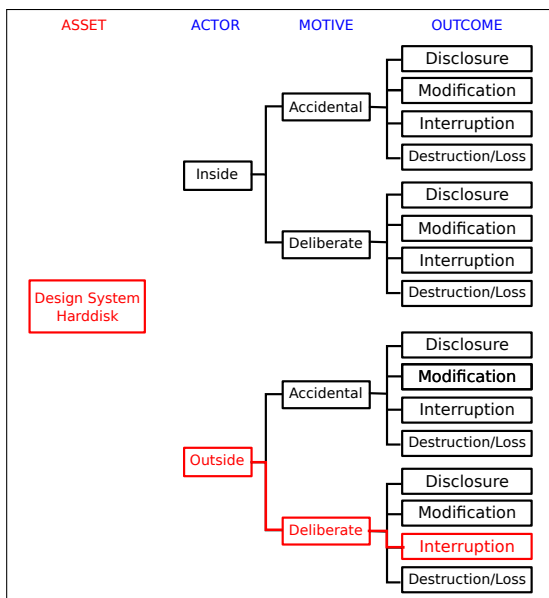 ASSET ACTOR MOTIVE OUTCOME
Disclosure
Modification
Accidental
Interruption
Destruction/Loss
Inside
Disclosure
Modification
Deliberate
Interruption
Destruction/Loss
Design System
Harddisk
Disclosure
Modification
Accidental
Interruption
Destruction/Loss
Outside
Disclosure
Modification
Deliberate
Interruption
Destruction/Loss